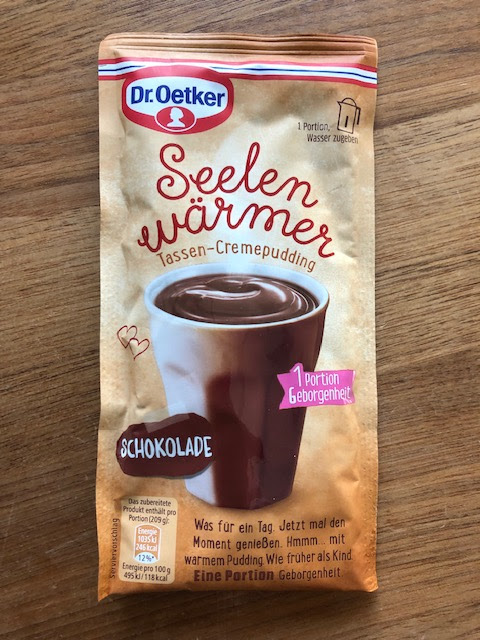 Dr. Oetker
1 Portion,
Wasser zugeben
Seelen
wärmer
Tassen-Cremepudding
1 Portion
Geborgenheit
SCHOKOLADE
Das zubereitete
Produkt enthält pro
Portion (209 g):
Energie
1035 kJ
246 kcal
12%*
Energie pro 100 g
495 kJ / 118 kcal
Serviervorschlag
Was für ein Tag. Jetzt mal den
Moment genießen. Hmmm... mit
warmem Pudding. Wie früher als Kind.
Eine Portion Geborgenheit